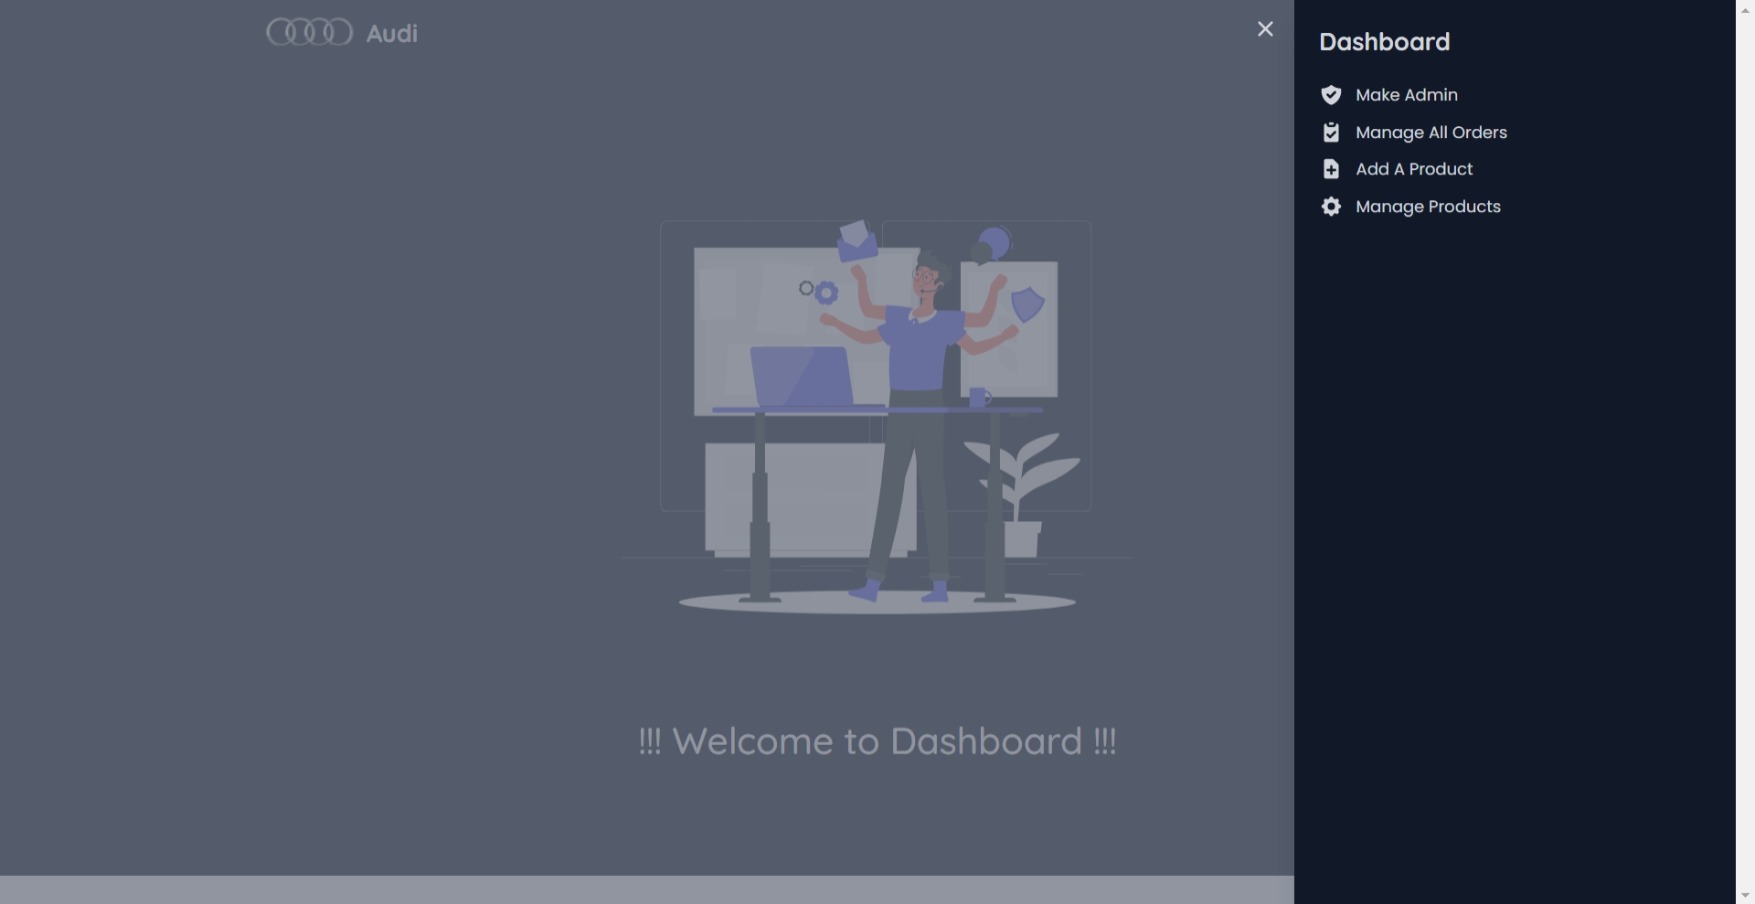 Audi
Dashboard
Make Admin
Manage All Orders
Add A Product
Manage Products
!!! Welcome to Dashboard !!!